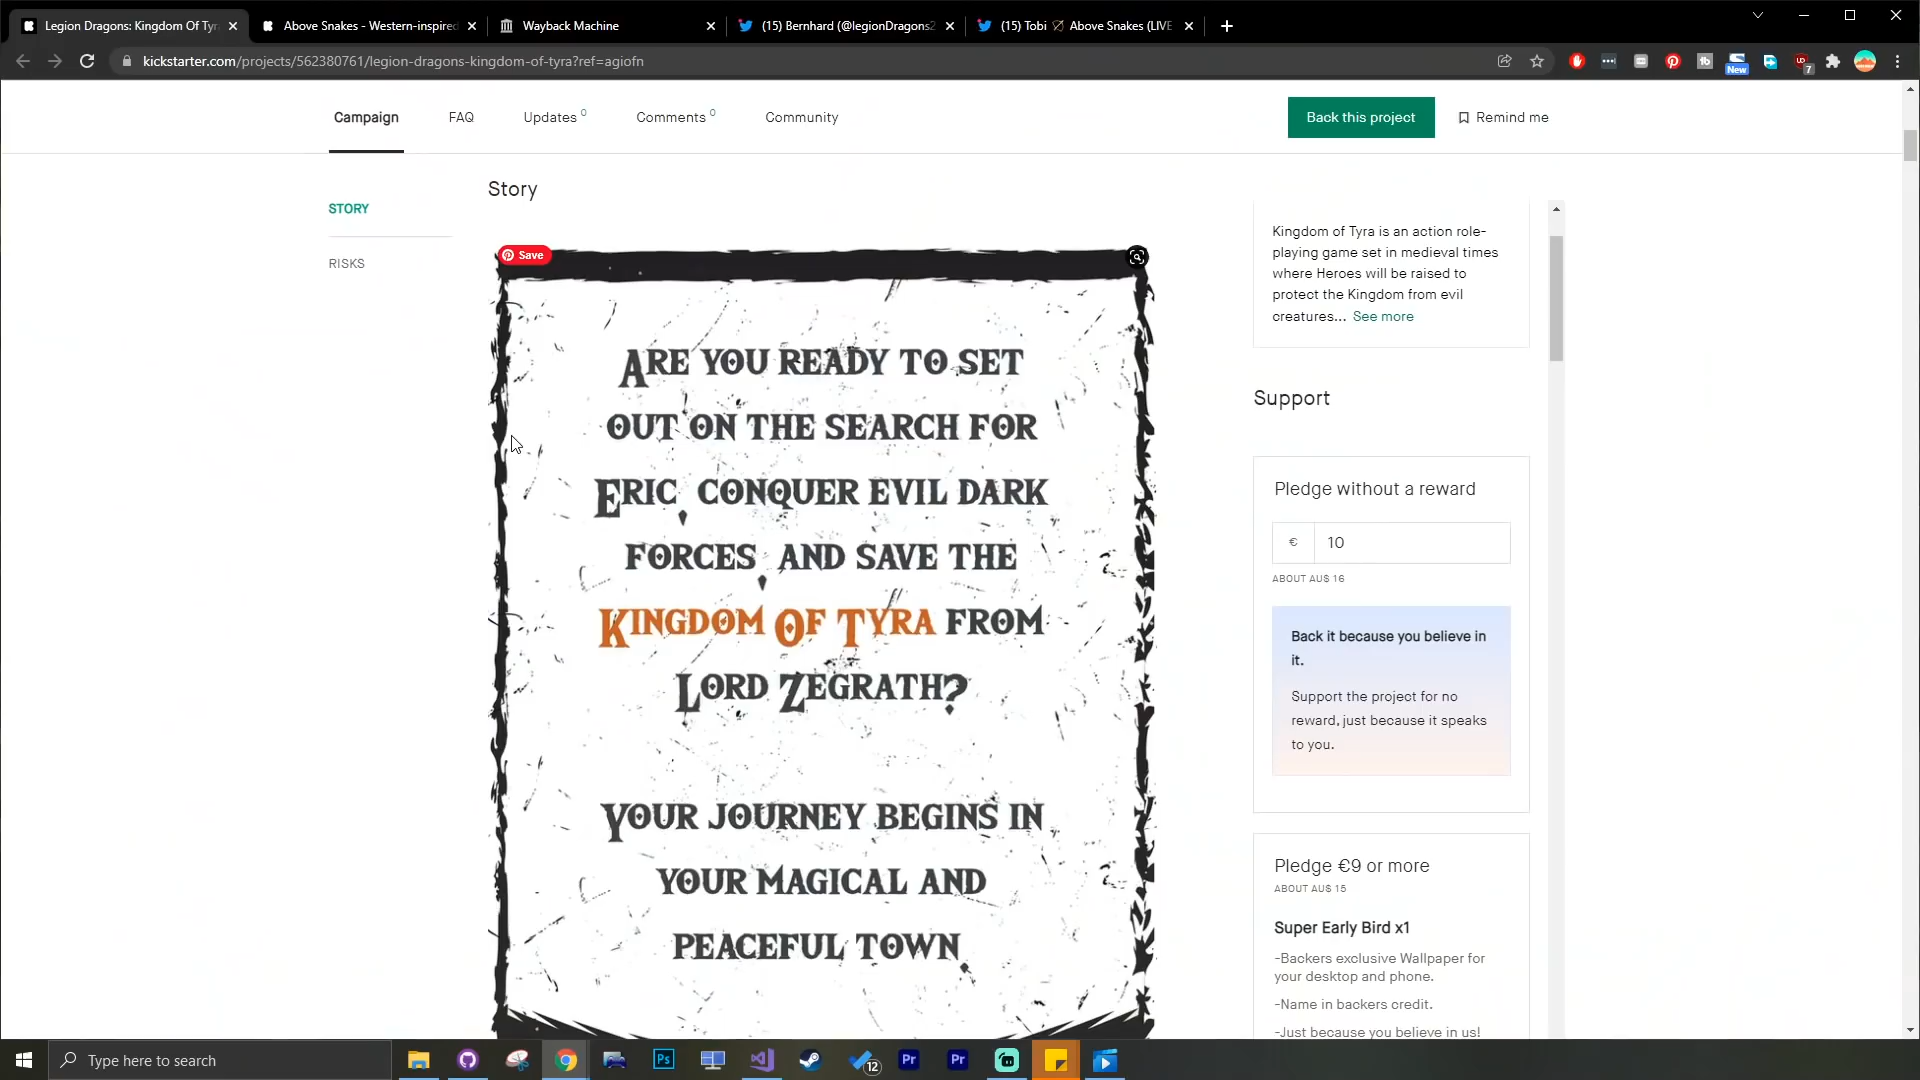 Legion Dragons: Kingdom Of Tyr
Above Snakes - Western-inspired
Wayback Machine
(15) Bernhard (@legionDragons2
(15) Tobi 🏹 Above Snakes (LIVE
kickstarter.com/projects/562380761/legion-dragons-kingdom-of-tyra?ref=agiofn
New
7
Campaign
FAQ
Updates 0
Comments 0
Community
Back this project
Remind me
STORY
RISKS
Story
Save
ARE YOU READY TO SET
OUT ON THE SEARCH FOR
ERIC, CONQUER EVIL DARK
FORCES, AND SAVE THE
KINGDOM OF TYRA FROM
LORD ZEGRATH?
YOUR JOURNEY BEGINS IN
YOUR MAGICAL AND
PEACEFUL TOWN.
Kingdom of Tyra is an action role-
playing game set in medieval times
where Heroes will be raised to
protect the Kingdom from evil
creatures... See more
Support
Pledge without a reward
€ 10
ABOUT AU$ 16
Back it because you believe in
it.
Support the project for no
reward, just because it speaks
to you.
Pledge €9 or more
ABOUT AU$ 15
Super Early Bird x1
-Backers exclusive Wallpaper for
your desktop and phone.
-Name in backers credit.
-Just because you believe in us!
Type here to search
Ps
12
Pr
Pr